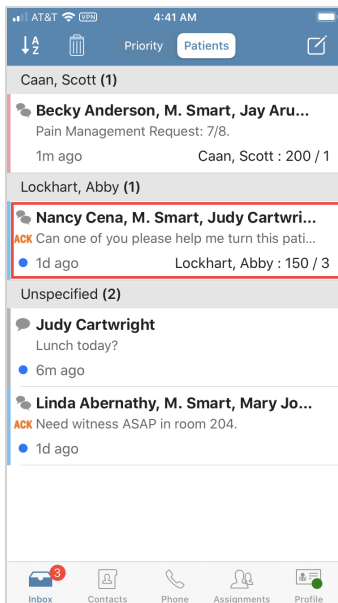 AT&T VPN 4:41 AM
A Z Priority Patients
Caan, Scott (1)
Becky Anderson, M. Smart, Jay Aru...
Pain Management Request: 7/8.
1m ago Caan, Scott : 200 / 1
Lockhart, Abby (1)
Nancy Cena, M. Smart, Judy Cartwri...
ACK Can one of you please help me turn this pati...
1d ago Lockhart, Abby : 150 / 3
Unspecified (2)
Judy Cartwright
Lunch today?
6m ago
Linda Abernathy, M. Smart, Mary Jo...
ACK Need witness ASAP in room 204.
1d ago
3
Inbox Contacts Phone Assignments Profile